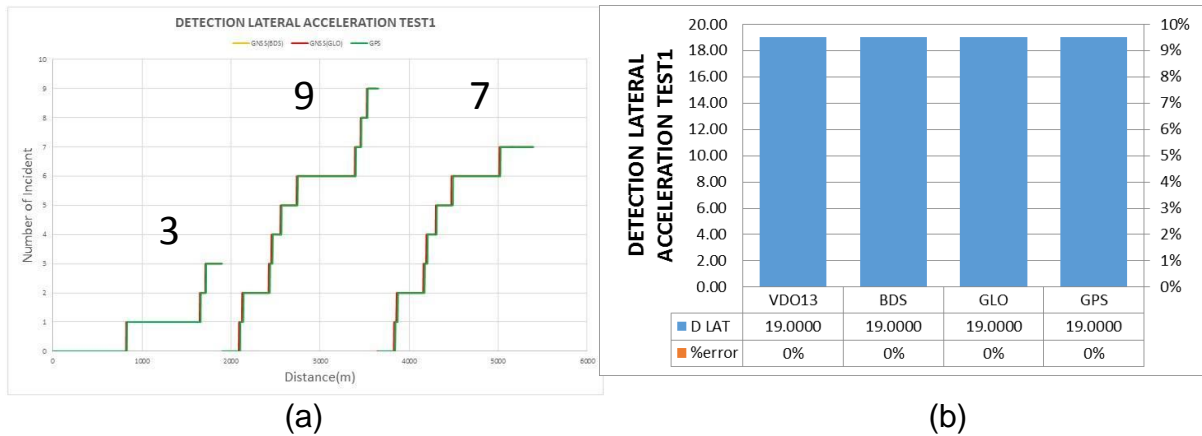 DETECTION LATERAL ACCELERATION TEST1
GNSS(BDS) GNSS(GLO) GPS
Number of Incident
10
9
8
7
6
5
4
3
2
1
0
3
9
7
0 1000 2000 3000 4000 5000 6000
Distance(m)
(a)
DETECTION LATERAL
ACCELERATION TEST1
20.00 10%
18.00 9%
16.00 8%
14.00 7%
12.00 6%
10.00 5%
8.00 4%
6.00 3%
4.00 2%
2.00 1%
0.00 0%
VDO13 BDS GLO GPS
D LAT 19.0000 19.0000 19.0000 19.0000
%error 0% 0% 0% 0%
(b)